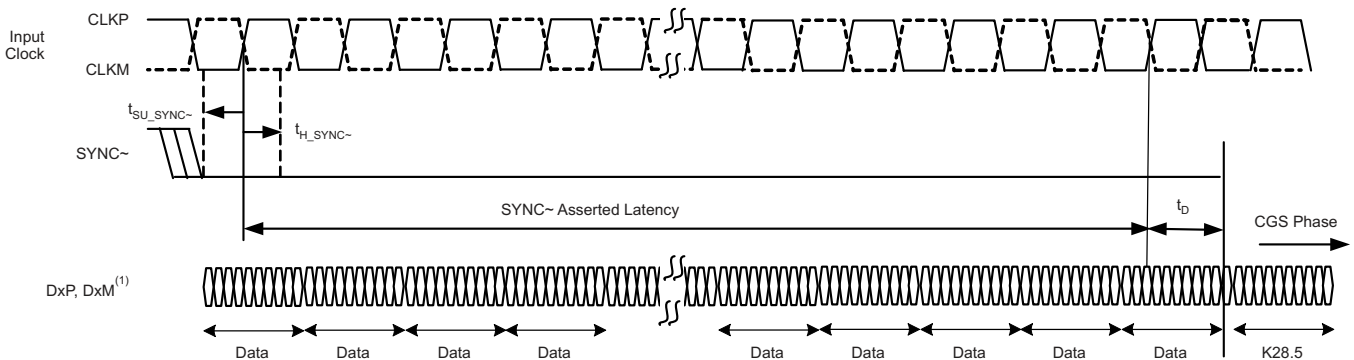 Input
Clock
CLKP
CLKM
tSU_SYNC~
tH_SYNC~
SYNC~
SYNC~ Asserted Latency
tD
CGS Phase
DxP, DxM(1)
Data Data Data Data Data Data Data Data Data K28.5